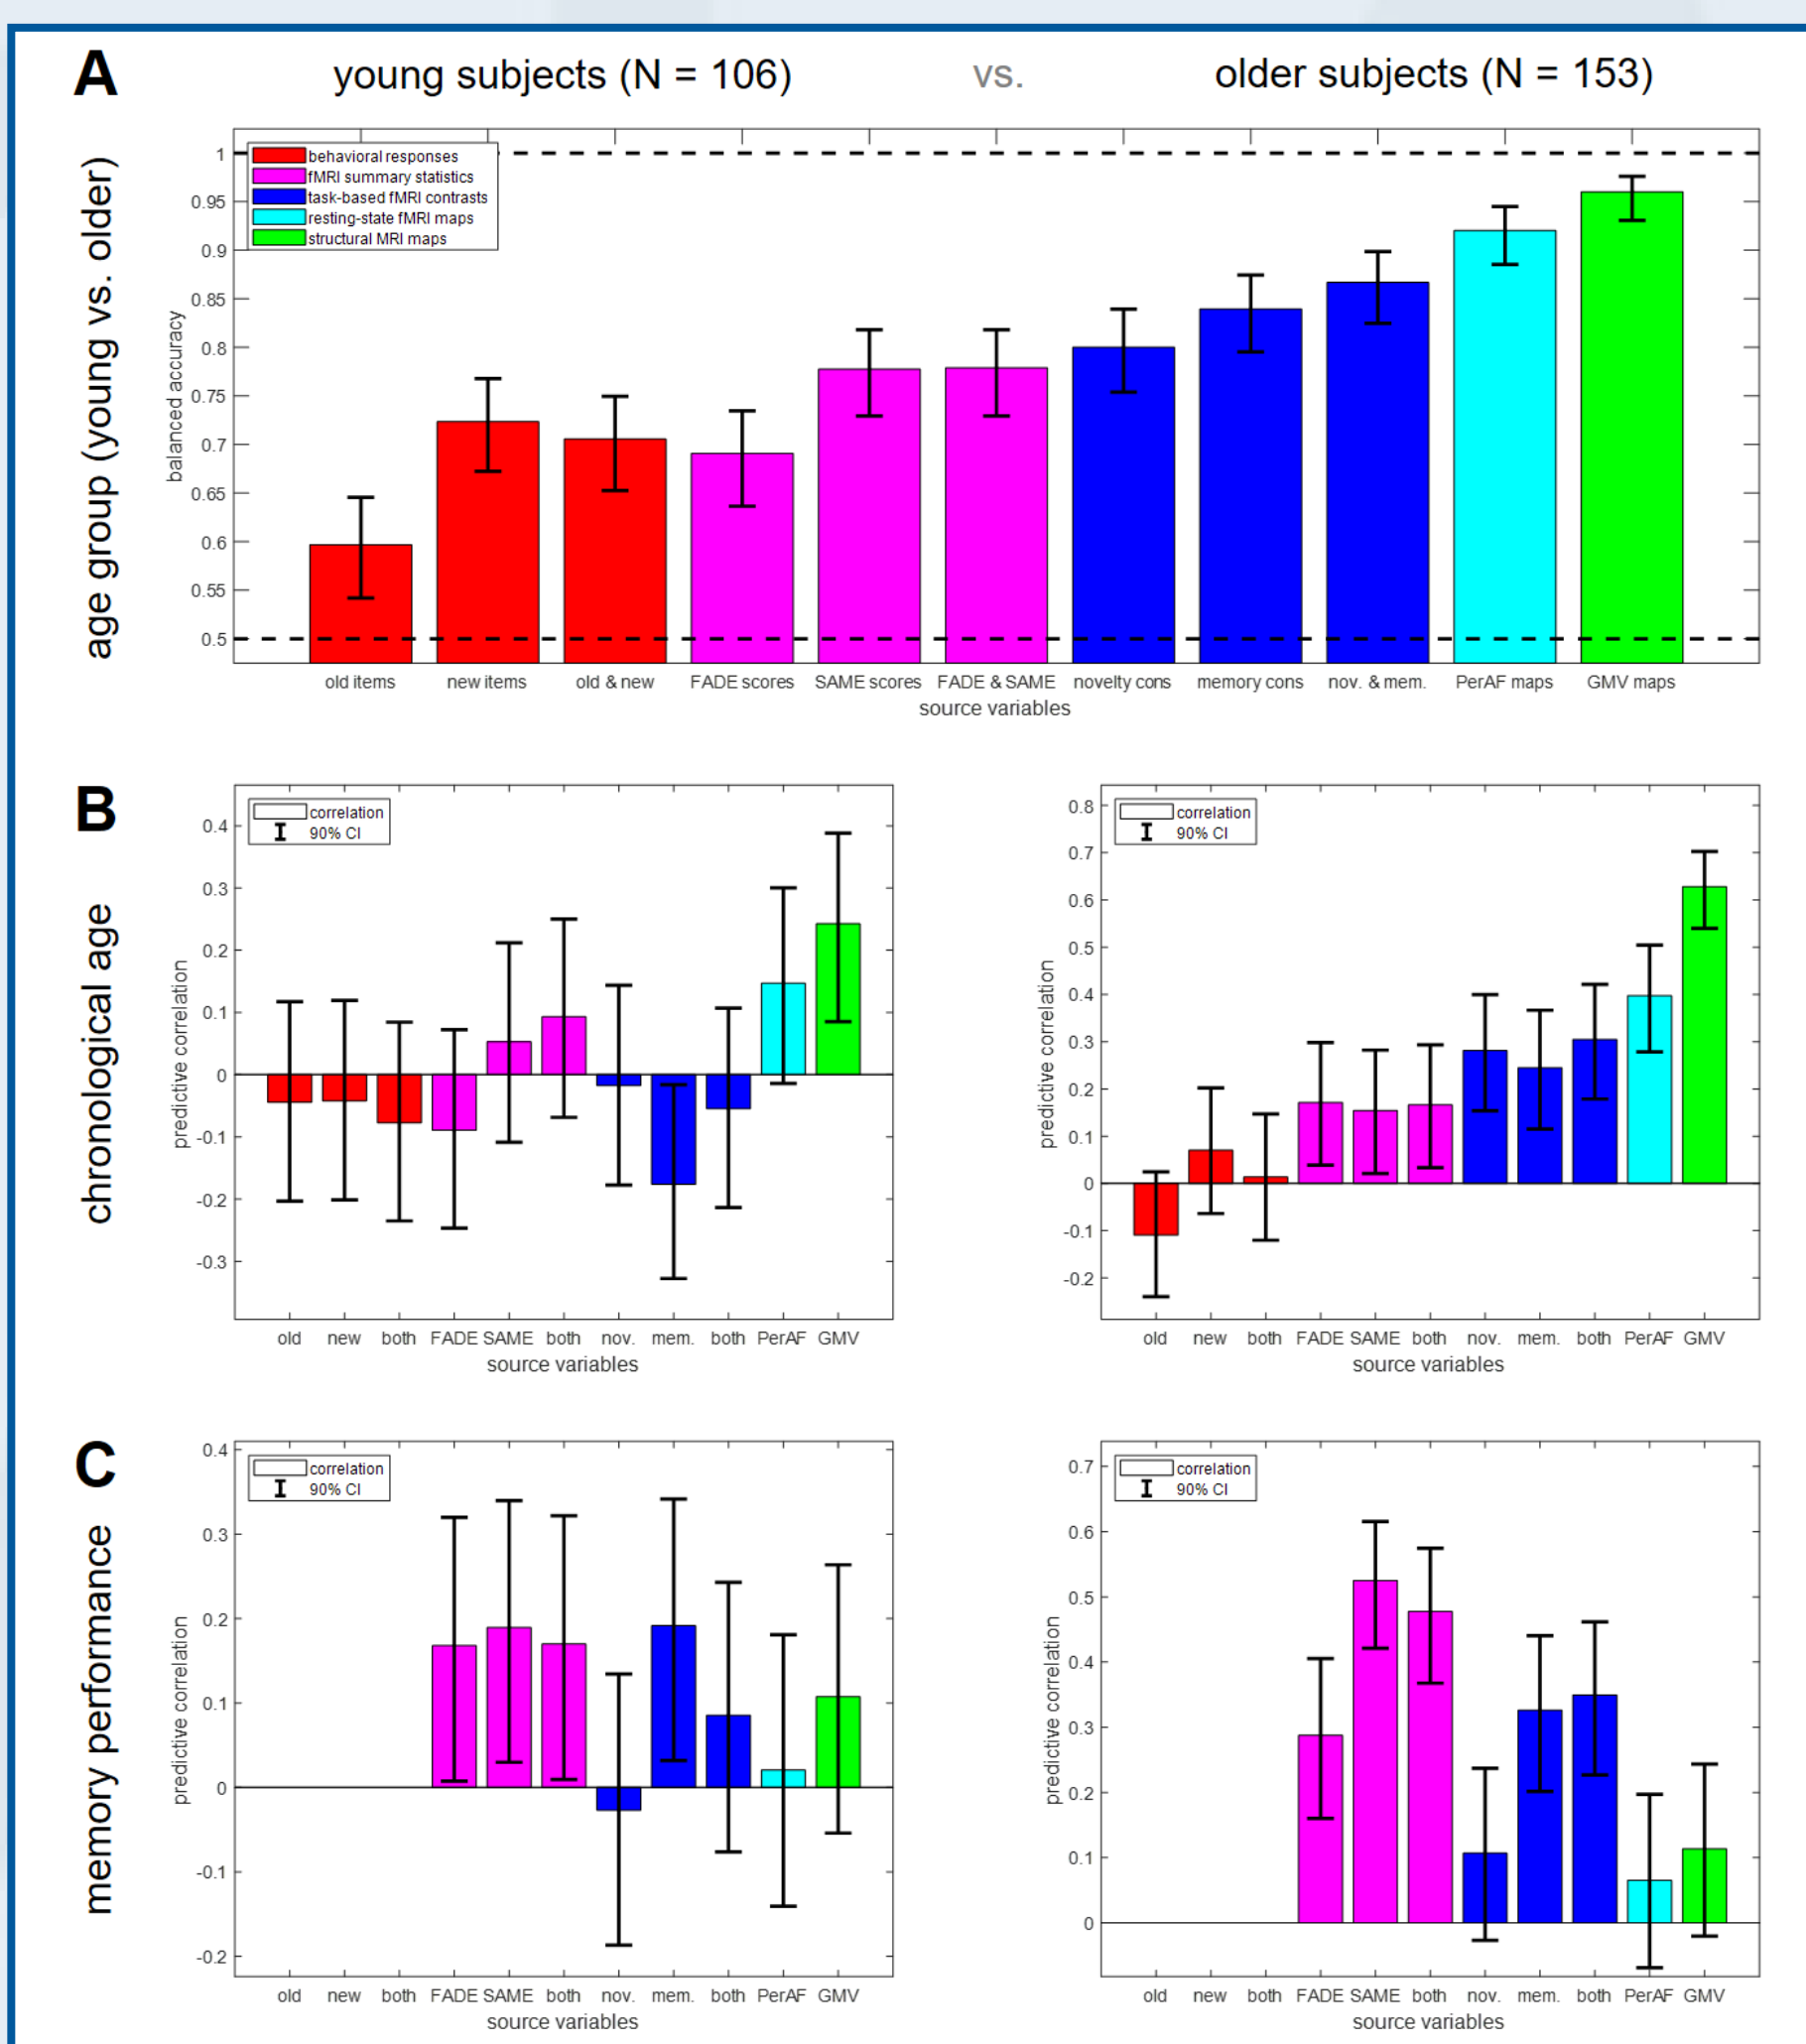 A
young subjects (N = 106)
vs.
older subjects (N = 153)
age group (young vs. older)
balanced accuracy
1
0.95
0.9
0.85
0.8
0.75
0.7
0.65
0.6
0.55
0.5
behavioral responses
fMRI summary statistics
task-based fMRI contrasts
resting-state fMRI maps
structural MRI maps
old items new items old & new FADE scores SAME scores FADE & SAME novelty cons memory cons nov. & mem. PerAF maps GMV maps
source variables
B
chronological age
predictive correlation
0.4
0.3
0.2
0.1
0
-0.1
-0.2
-0.3
correlation
90% CI
old new both FADE SAME both nov. mem. both PerAF GMV
source variables
predictive correlation
0.8
0.7
0.6
0.5
0.4
0.3
0.2
0.1
0
-0.1
-0.2
correlation
90% CI
old new both FADE SAME both nov. mem. both PerAF GMV
source variables
C
memory performance
predictive correlation
0.4
0.3
0.2
0.1
0
-0.1
-0.2
correlation
90% CI
old new both FADE SAME both nov. mem. both PerAF GMV
source variables
predictive correlation
0.7
0.6
0.5
0.4
0.3
0.2
0.1
0
correlation
90% CI
old new both FADE SAME both nov. mem. both PerAF GMV
source variables